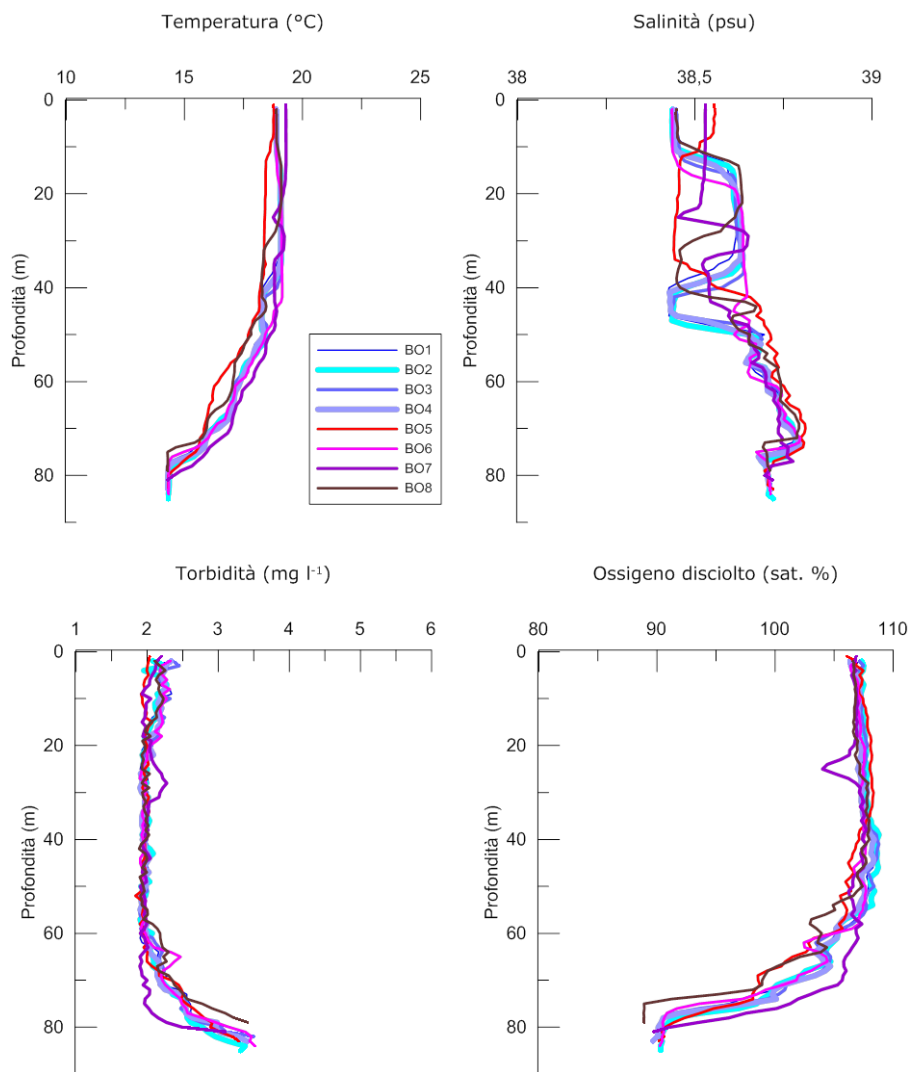 Temperatura (°C)
Salinità (psu)
10 15 20 25
38 38,5 39
0
20
40
60
80
Profondità (m)
0
20
40
60
80
Profondità (m)
BO1
BO2
BO3
BO4
BO5
BO6
BO7
BO8
Torbidità (mg l⁻¹)
Ossigeno disciolto (sat. %)
1 2 3 4 5 6
80 90 100 110
0
20
40
60
80
Profondità (m)
0
20
40
60
80
Profondità (m)